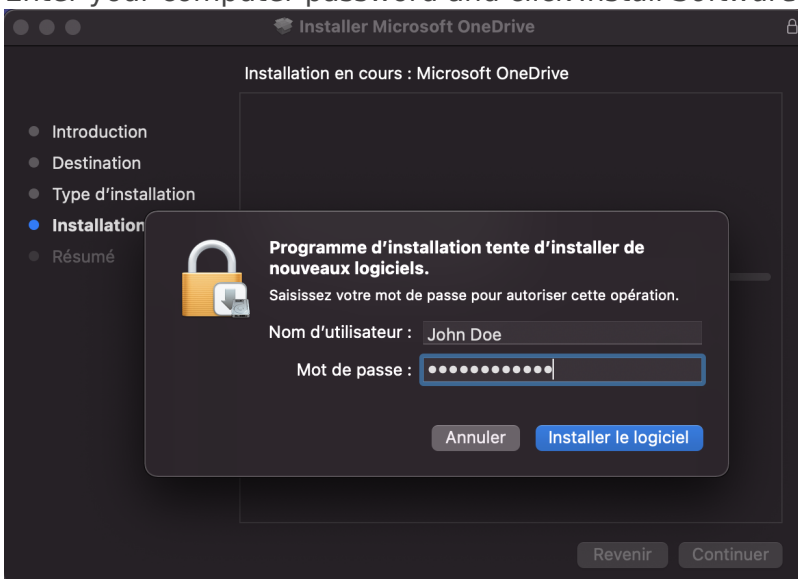 Enter your computer password and click Install Software
Installer Microsoft OneDrive
Installation en cours : Microsoft OneDrive
Introduction
Destination
Type d’installation
Installation
Résumé
Programme d’installation tente d’installer de
nouveaux logiciels.
Saisissez votre mot de passe pour autoriser cette opération.
Nom d’utilisateur : John Doe
Mot de passe : ••••••••••••
Annuler Installer le logiciel
Revenir Continuer